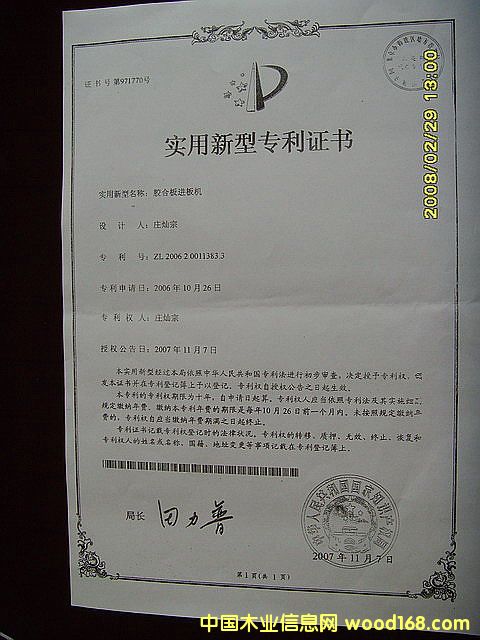 证书号第971770号
实用新型专利证书
实用新型名称：胶合板进板机
设 计 人：庄灿宗
专 利 号：ZL 2006 2 0011383.3
专利申请日：2006年10月26日
专 利 权 人：庄灿宗
授权公告日：2007年11月7日
本实用新型经过本局依照中华人民共和国专利法进行初步审查，决定授予专利权，颁
发本证书并在专利登记簿上予以登记。专利权自授权公告之日起生效。
本专利的专利权期限为十年，自申请日起算。专利权人应当依照专利法及其实施细则
规定缴纳年费。缴纳本专利年费的期限是每年10月26日前一个月内。未按照规定缴纳年
费的，专利权自应当缴纳年费期满之日起终止。
专利证书记载专利权登记时的法律状况。专利权的转移、质押、无效、终止、恢复和
专利权人的姓名或名称、国籍、地址变更等事项记载在专利登记簿上。
局长 田力普
中华人民共和国国家知识产权局
2007年11月7日
第1页(共1页)
2008/02/29 13:00
中国木业信息网 wood168.com